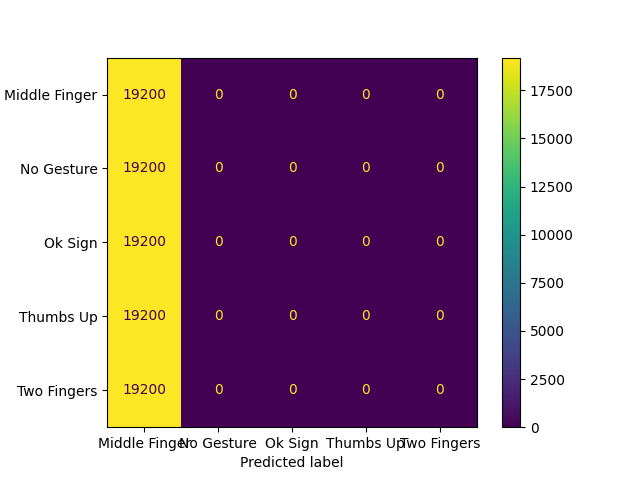 Middle Finger 19200 0 0 0 0
No Gesture 19200 0 0 0 0
Ok Sign 19200 0 0 0 0
Thumbs Up 19200 0 0 0 0
Two Fingers 19200 0 0 0 0
Middle Finger No Gesture Ok Sign Thumbs Up Two Fingers
Predicted label
17500
15000
12500
10000
7500
5000
2500
0